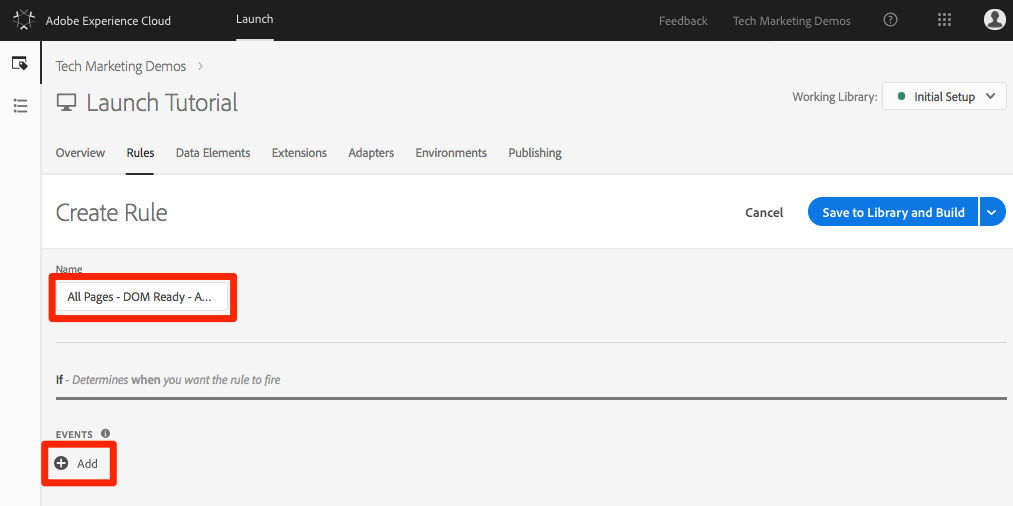 Adobe Experience Cloud
Launch
Feedback
Tech Marketing Demos
Tech Marketing Demos
Launch Tutorial
Working Library:
Initial Setup
Overview Rules Data Elements Extensions Adapters Environments Publishing
Create Rule
Cancel
Save to Library and Build
Name
All Pages - DOM Ready - A...
If - Determines when you want the rule to fire
EVENTS
Add